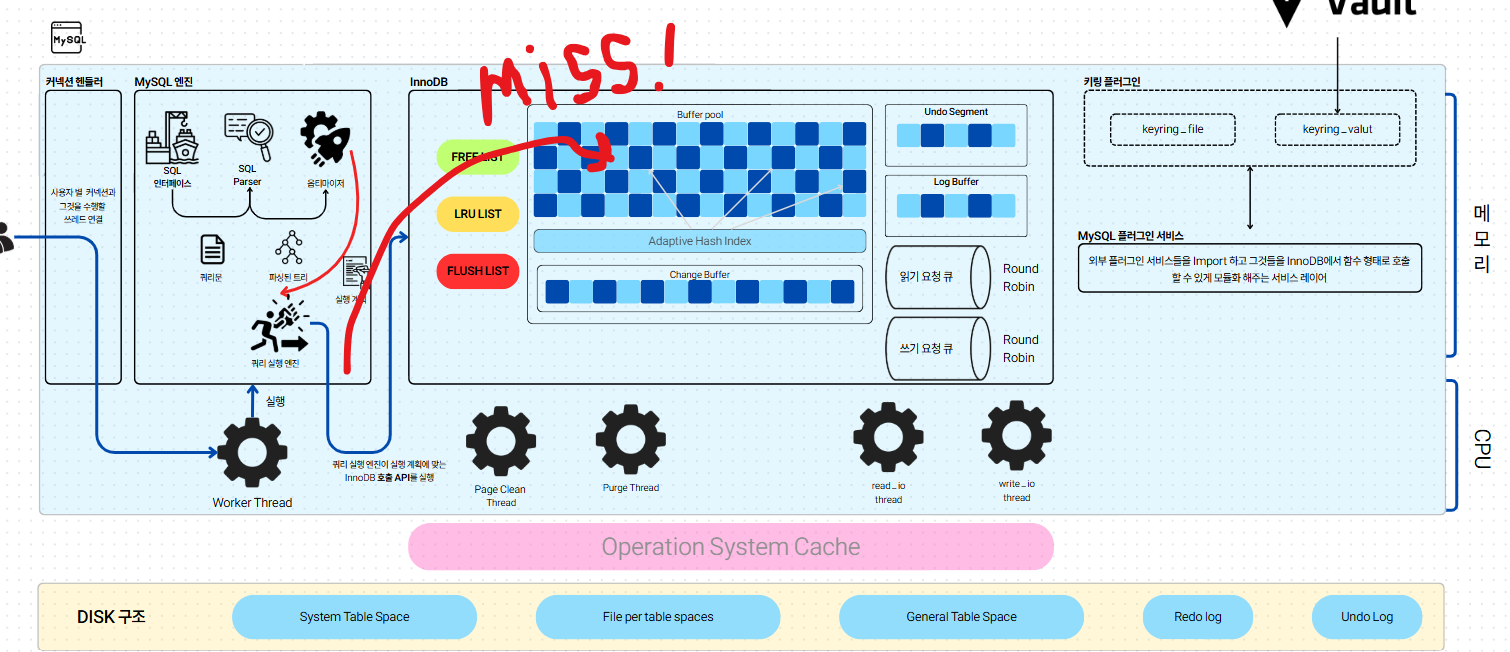 Vault
MySQL
miss!
커넥션 헨들러
MySQL 엔진
InnoDB
키링 플러그인
Buffer pool
Undo Segment
keyring_file
keyring_valut
FREE LIST
SQL
인터페이스
SQL
Parser
옵티마이저
사용자 별 커넥션과
그것을 수행할
쓰레드 연결
LRU LIST
Log Buffer
메모리
Adaptive Hash Index
MySQL 플러그인 서비스
외부 플러그인 서비스들을 Import 하고 그것들을 InnoDB에서 함수 형태로 호출
할 수 있게 모듈화 해주는 서비스 레이어
쿼리문
파싱된 트리
실행 계획
FLUSH LIST
Change Buffer
읽기 요청 큐
Round
Robin
쿼리 실행 엔진
쓰기 요청 큐
Round
Robin
실행
쿼리 실행 엔진이 실행 계획에 맞는
InnoDB 호출 API를 실행
CPU
Worker Thread
Page Clean
Thread
Purge Thread
read_io
thread
write_io
thread
Operation System Cache
DISK 구조
System Table Space
File per table spaces
General Table Space
Redo log
Undo Log